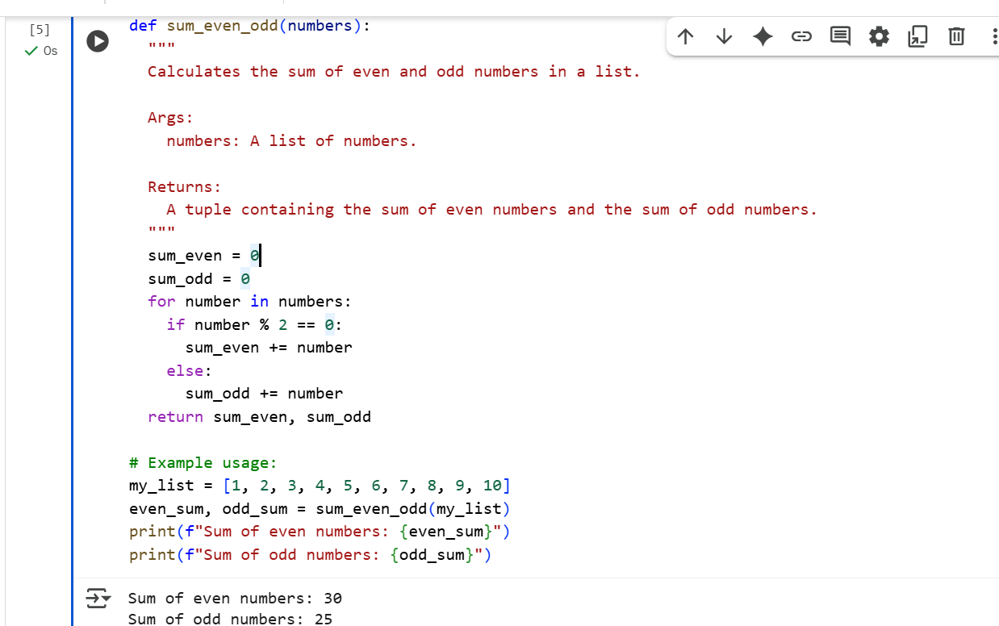 [5]
0s
def sum_even_odd(numbers):
"""
Calculates the sum of even and odd numbers in a list.
Args:
numbers: A list of numbers.
Returns:
A tuple containing the sum of even numbers and the sum of odd numbers.
"""
sum_even = 0
sum_odd = 0
for number in numbers:
if number % 2 == 0:
sum_even += number
else:
sum_odd += number
return sum_even, sum_odd
# Example usage:
my_list = [1, 2, 3, 4, 5, 6, 7, 8, 9, 10]
even_sum, odd_sum = sum_even_odd(my_list)
print(f"Sum of even numbers: {even_sum}")
print(f"Sum of odd numbers: {odd_sum}")
Sum of even numbers: 30
Sum of odd numbers: 25